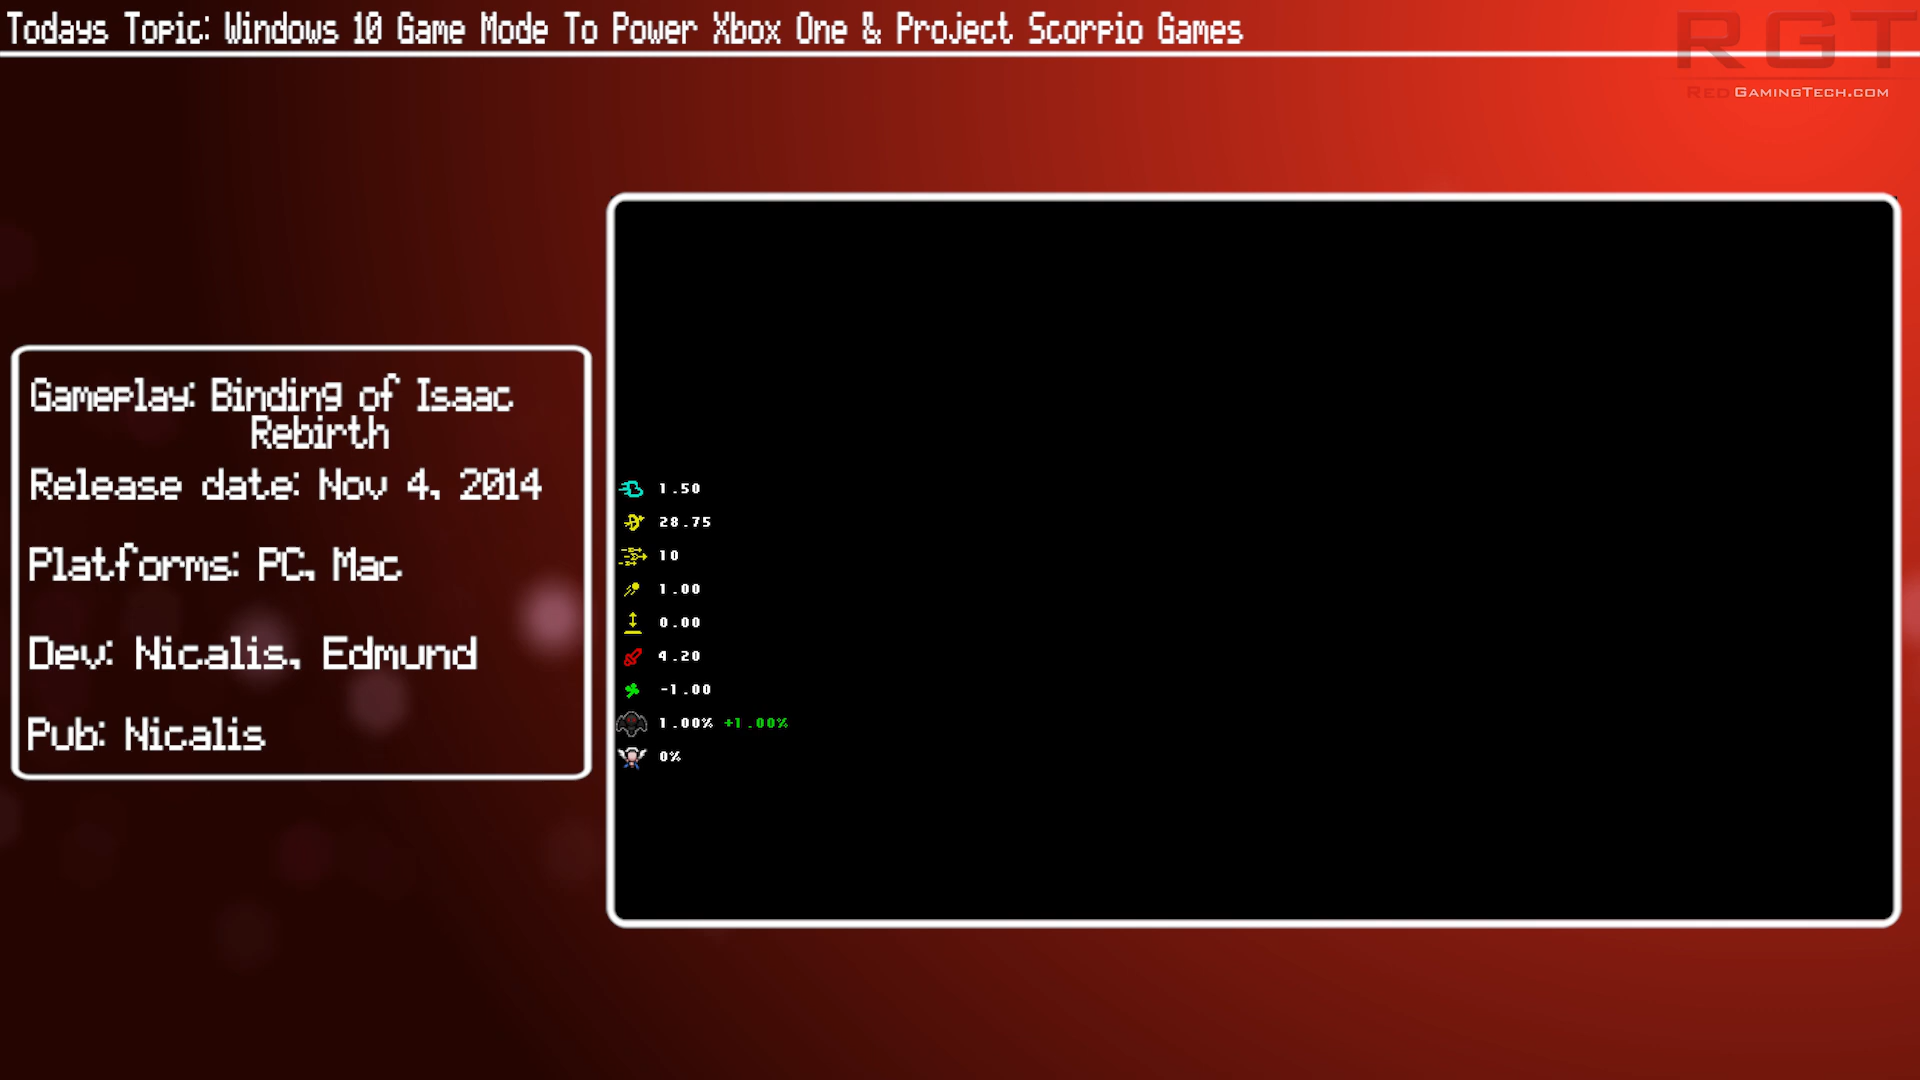 Todays Topic: Windows 10 Game Mode To Power Xbox One & Project Scorpio Games
RGT
RedGamingTech.com
Gameplay: Binding of Isaac
Rebirth
Release date: Nov 4, 2014
Platforms: PC, Mac
Dev: Nicalis, Edmund
Pub: Nicalis
1.50
28.75
10
1.00
0.00
4.20
-1.00
1.00% +1.00%
0%